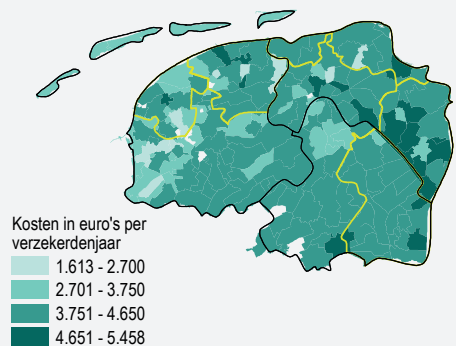 Kosten in euro's per
verzekerdenjaar
1.613 - 2.700
2.701 - 3.750
3.751 - 4.650
4.651 - 5.458